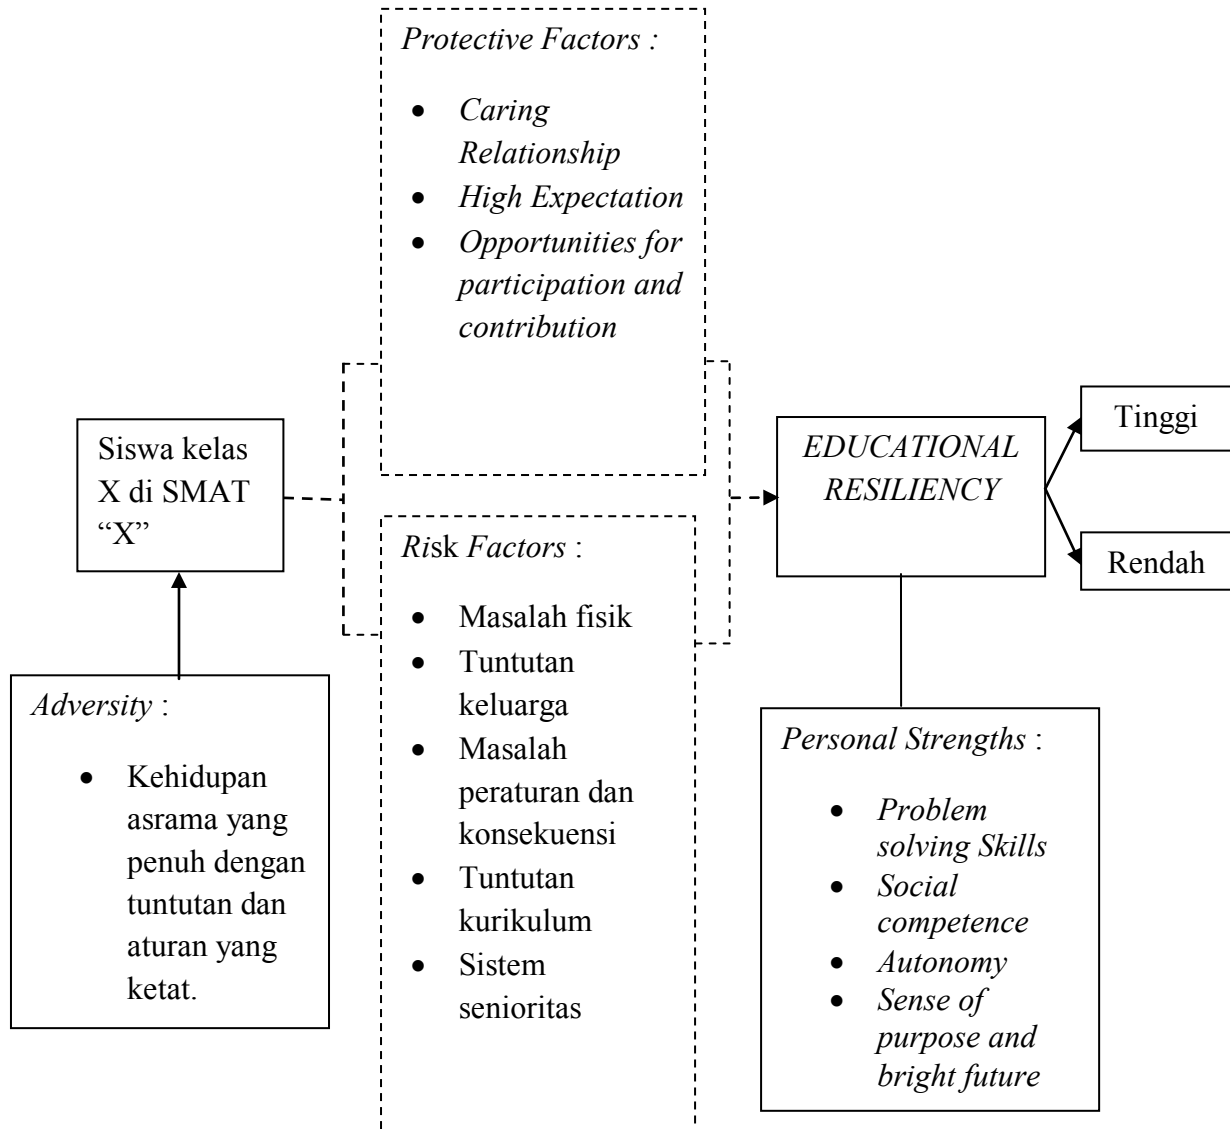 Protective Factors :
• Caring
Relationship
• High Expectation
• Opportunities for
participation and
contribution
Siswa kelas
X di SMAT
“X”
EDUCATIONAL
RESILIENCY
Tinggi
Rendah
Risk Factors :
• Masalah fisik
• Tuntutan
keluarga
• Masalah
peraturan dan
konsekuensi
• Tuntutan
kurikulum
• Sistem
senioritas
Adversity :
• Kehidupan
asrama yang
penuh dengan
tuntutan dan
aturan yang
ketat.
Personal Strengths :
• Problem
solving Skills
• Social
competence
• Autonomy
• Sense of
purpose and
bright future